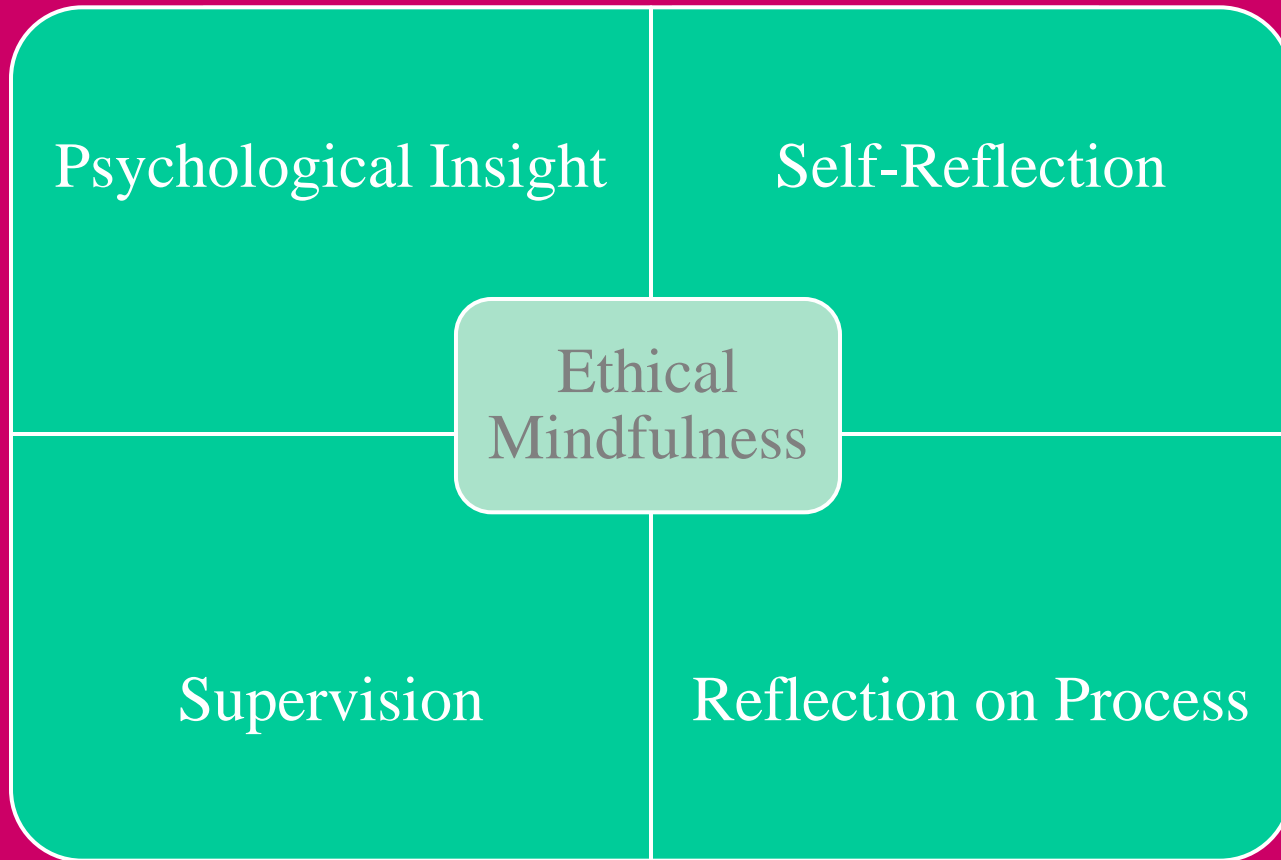 Psychological Insight
Self-Reflection
Ethical
Mindfulness
Supervision
Reflection on Process